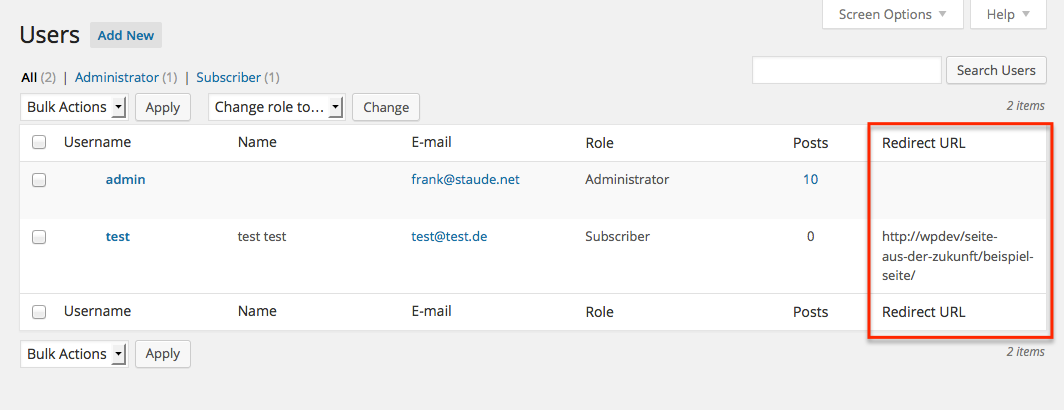 Screen Options Help
Users Add New
All (2) | Administrator (1) | Subscriber (1)
Search Users
Bulk Actions Apply Change role to... Change 2 items
Username Name E-mail Role Posts Redirect URL
admin frank@staude.net Administrator 10
test test test test@test.de Subscriber 0 http://wpdev/seite-
aus-der-zukunft/beispiel-
seite/
Username Name E-mail Role Posts Redirect URL
Bulk Actions Apply 2 items